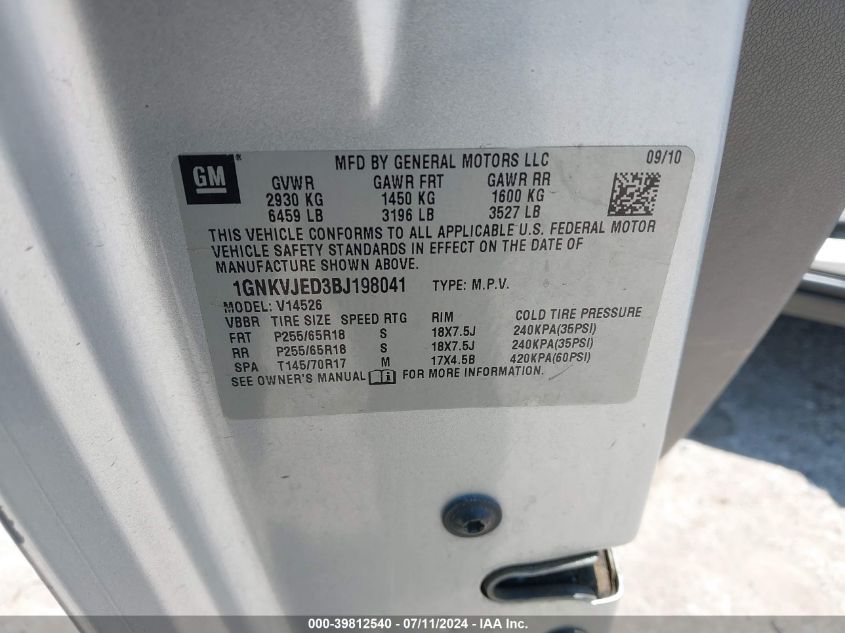 GM ® MFD BY GENERAL MOTORS LLC 09/10
GVWR GAWR FRT GAWR RR
2930 KG 1450 KG 1600 KG
6459 LB 3196 LB 3527 LB
THIS VEHICLE CONFORMS TO ALL APPLICABLE U.S. FEDERAL MOTOR
VEHICLE SAFETY STANDARDS IN EFFECT ON THE DATE OF
MANUFACTURE SHOWN ABOVE.
1GNKVJED3BJ198041 TYPE: M.P.V.
MODEL: V14526
VBBR TIRE SIZE SPEED RTG RIM COLD TIRE PRESSURE
FRT P255/65R18 S 18X7.5J 240KPA(35PSI)
RR P255/65R18 S 18X7.5J 240KPA(35PSI)
SPA T145/70R17 M 17X4.5B 420KPA(60PSI)
SEE OWNER'S MANUAL FOR MORE INFORMATION.
000-39812540 - 07/11/2024 - IAA Inc.